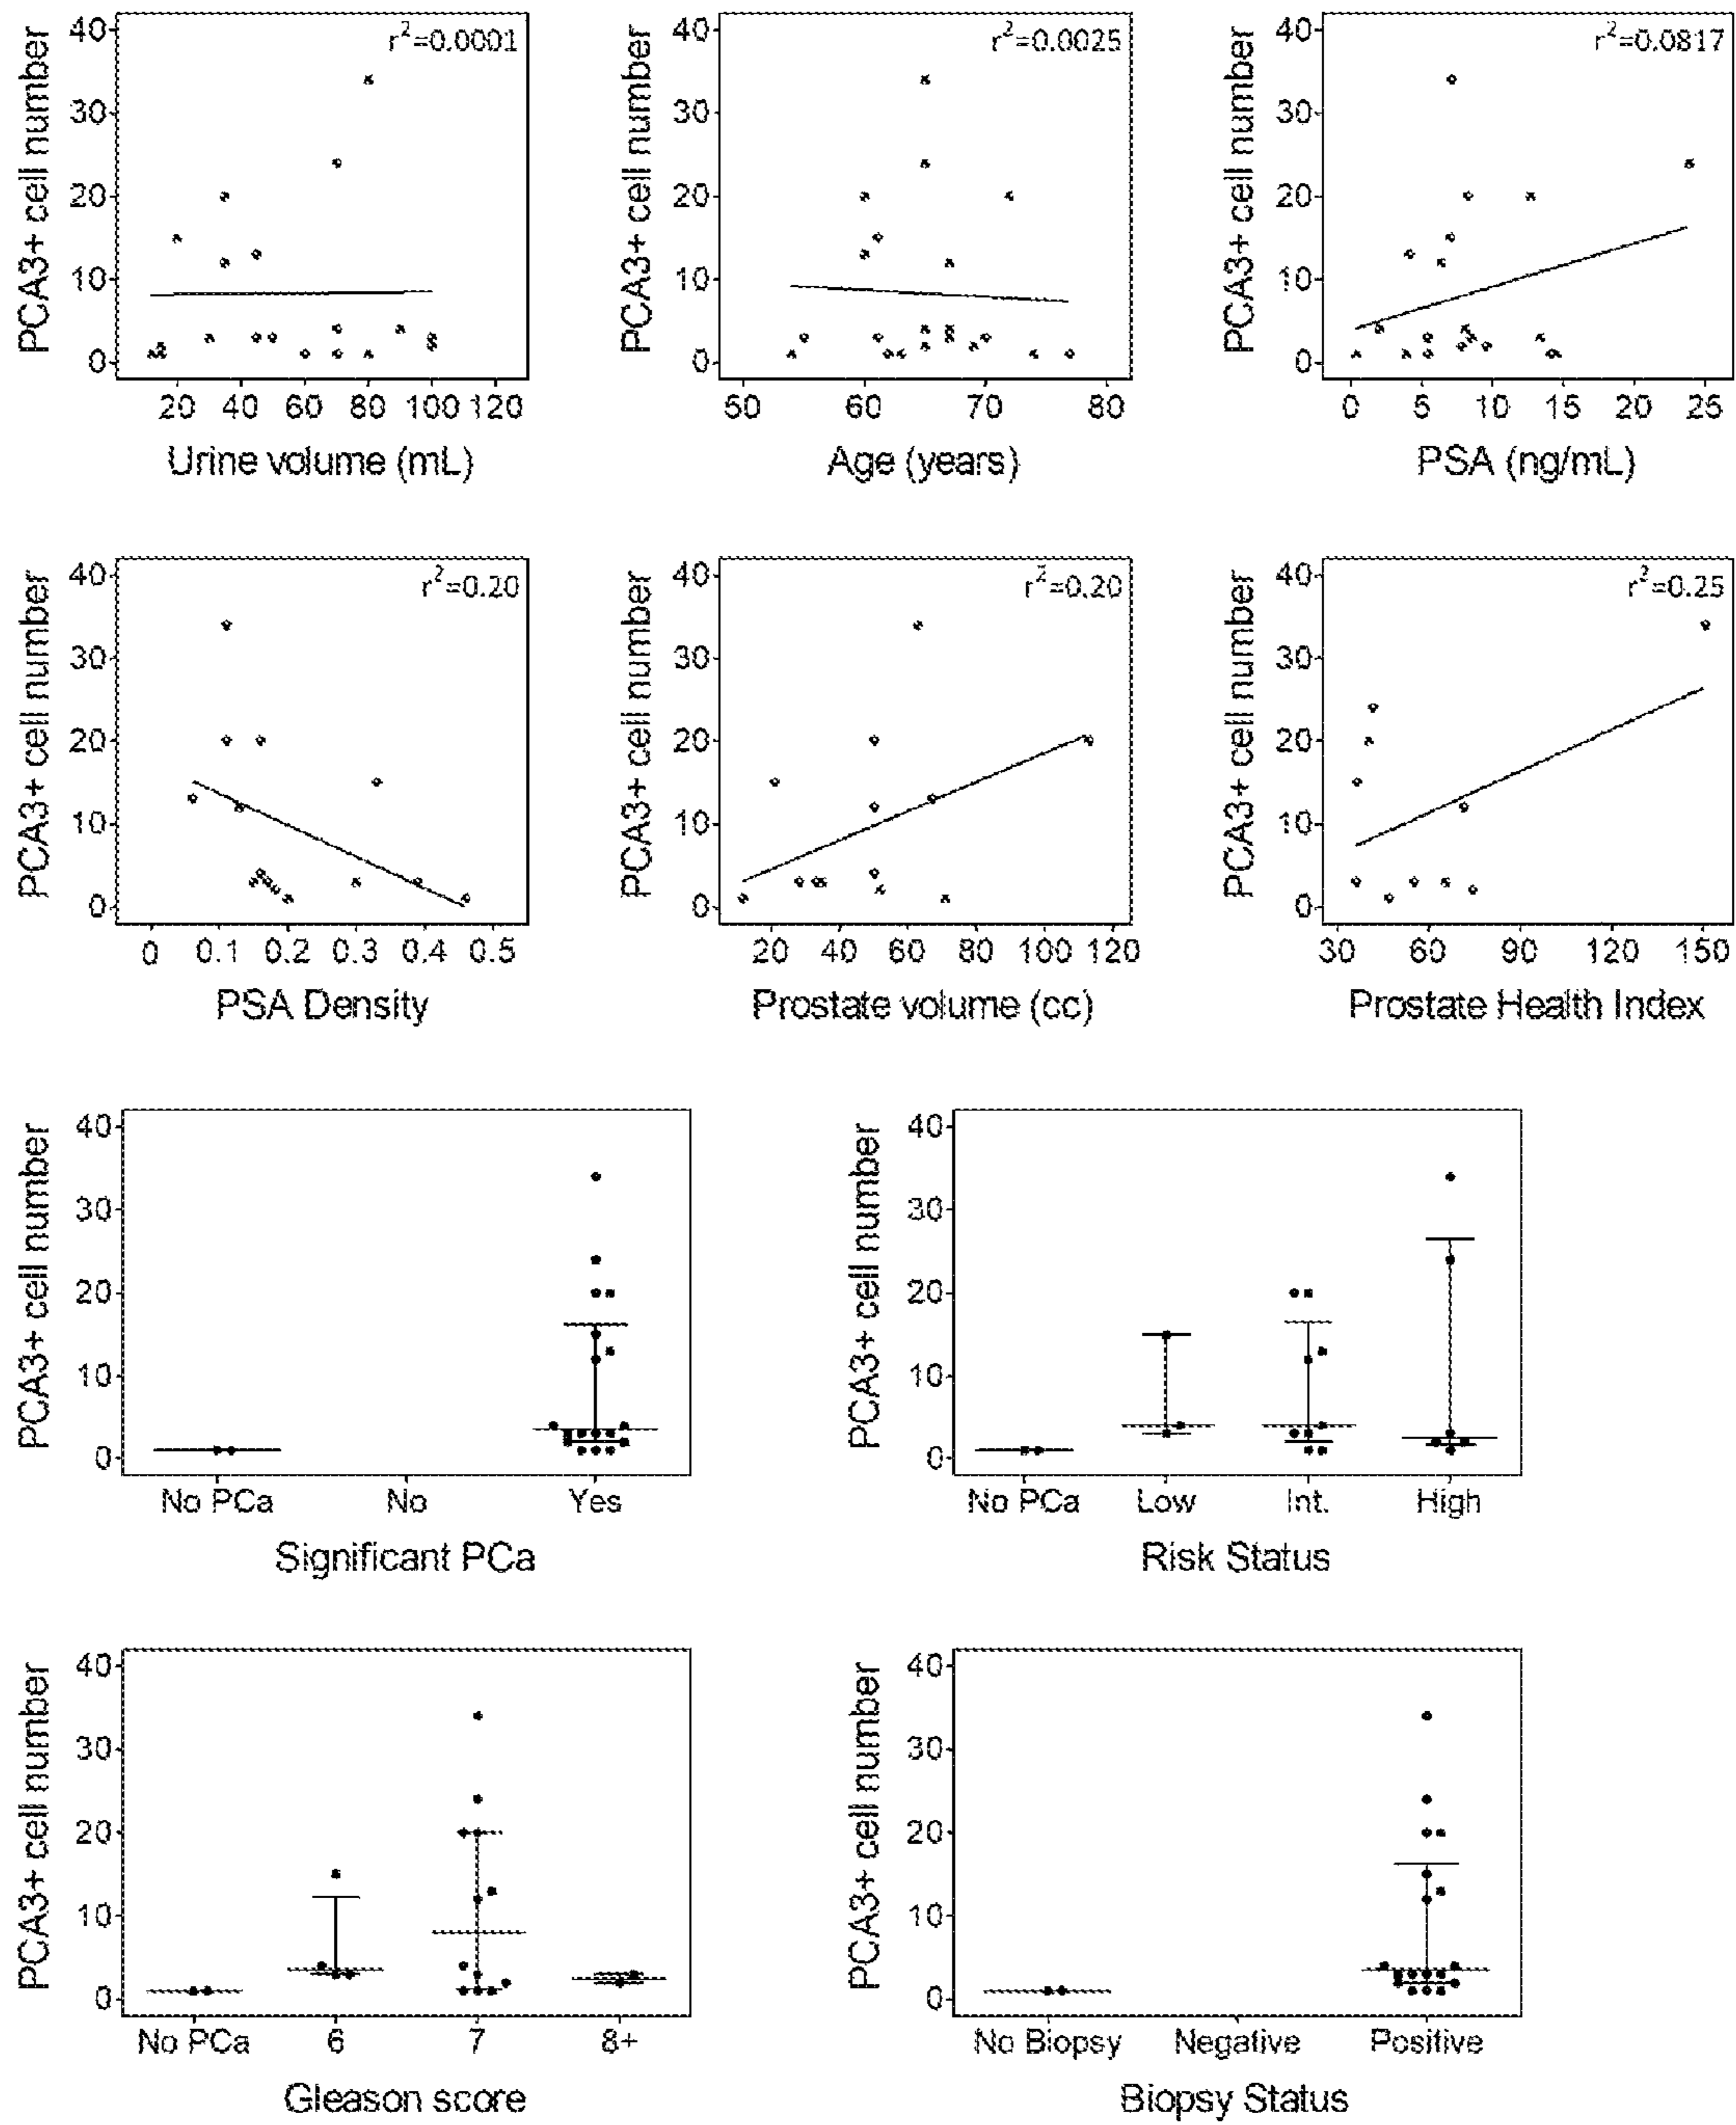 PCA3+ cell number
40
30
20
10
0
r²=0.0001
20 40 60 80 100 120
Urine volume (mL)
PCA3+ cell number
40
30
20
10
0
r²=0.0025
50 60 70 80
Age (years)
PCA3+ cell number
40
30
20
10
0
r²=0.0817
0 5 10 15 20 25
PSA (ng/mL)
PCA3+ cell number
40
30
20
10
0
r²=0.20
0 0.1 0.2 0.3 0.4 0.5
PSA Density
PCA3+ cell number
40
30
20
10
0
r²=0.20
20 40 60 80 100 120
Prostate volume (cc)
PCA3+ cell number
40
30
20
10
0
r²=0.25
30 60 90 120 150
Prostate Health Index
PCA3+ cell number
40
30
20
10
0
No PCa No Yes
Significant PCa
PCA3+ cell number
40
30
20
10
0
No PCa Low Int. High
Risk Status
PCA3+ cell number
40
30
20
10
0
No PCa 6 7 8+
Gleason score
PCA3+ cell number
40
30
20
10
0
No Biopsy Negative Positive
Biopsy Status